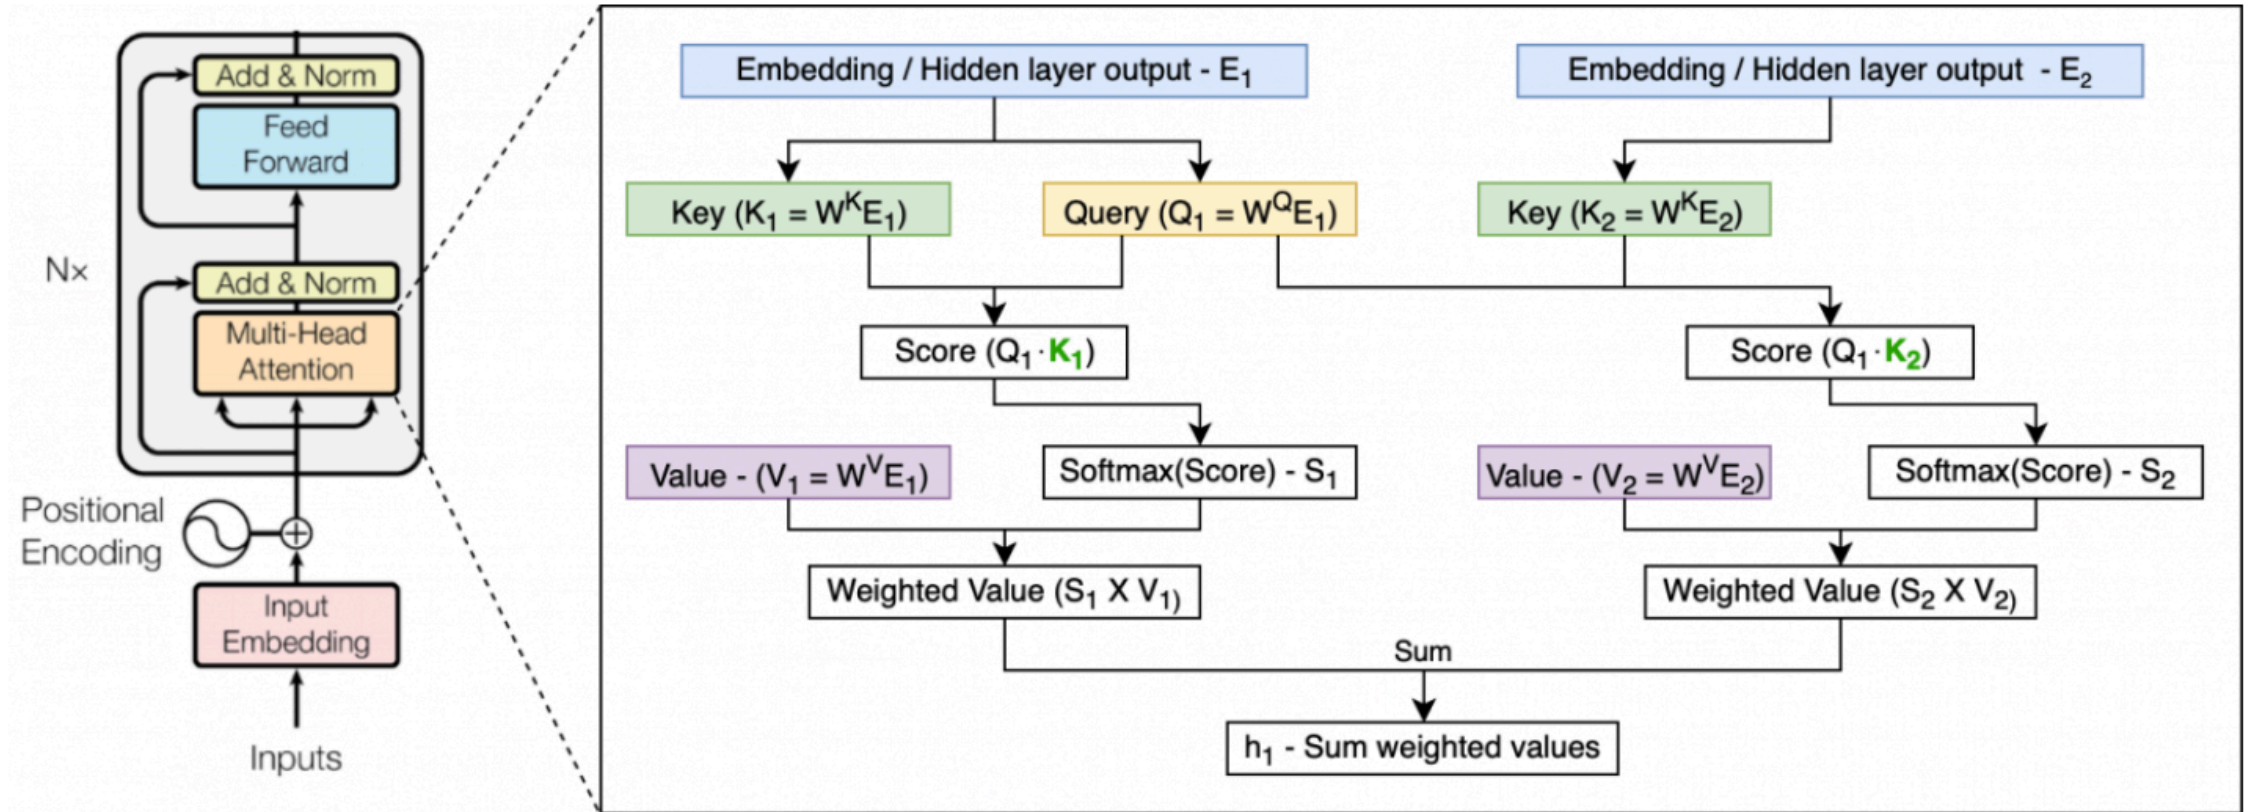 Add & Norm
Feed
Forward
N×
Add & Norm
Multi-Head
Attention
Positional
Encoding
Input
Embedding
Inputs
Embedding / Hidden layer output - E₁
Embedding / Hidden layer output - E₂
Key (K₁ = WᴷE₁)
Query (Q₁ = W^QE₁)
Key (K₂ = WᴷE₂)
Score (Q₁ · K₁)
Score (Q₁ · K₂)
Value - (V₁ = WⱽE₁)
Softmax(Score) - S₁
Value - (V₂ = WⱽE₂)
Softmax(Score) - S₂
Weighted Value (S₁ X V₁)
Weighted Value (S₂ X V₂)
Sum
h₁ - Sum weighted values